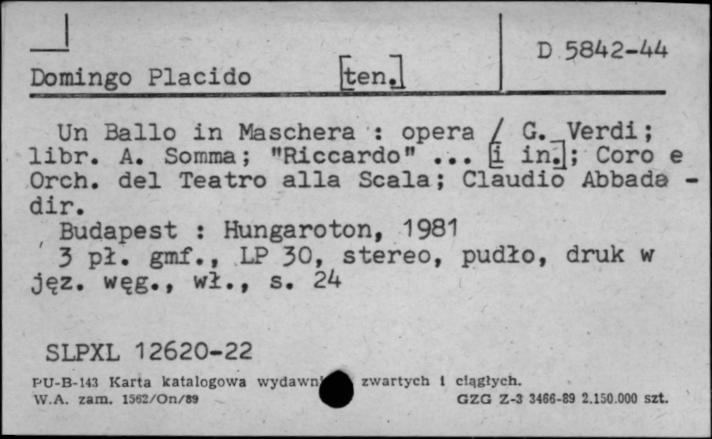 D 5842-44
Domingo Placido [ten.]
Un Ballo in Maschera : opera / G. Verdi;
libr. A. Somma; "Riccardo" ... [i in.]; Coro e
Orch. del Teatro alla Scala; Claudio Abbado -
dir.
Budapest : Hungaroton, 1981
3 pł. gmf., LP 30, stereo, pudło, druk w
jęz. węg., wł., s. 24
SLPXL 12620-22
PU-B-143 Karta katalogowa zwartych i ciągłych.
W.A. zam. 1562/On/89 GZG Z-3 3466-89 2.150.000 szt.